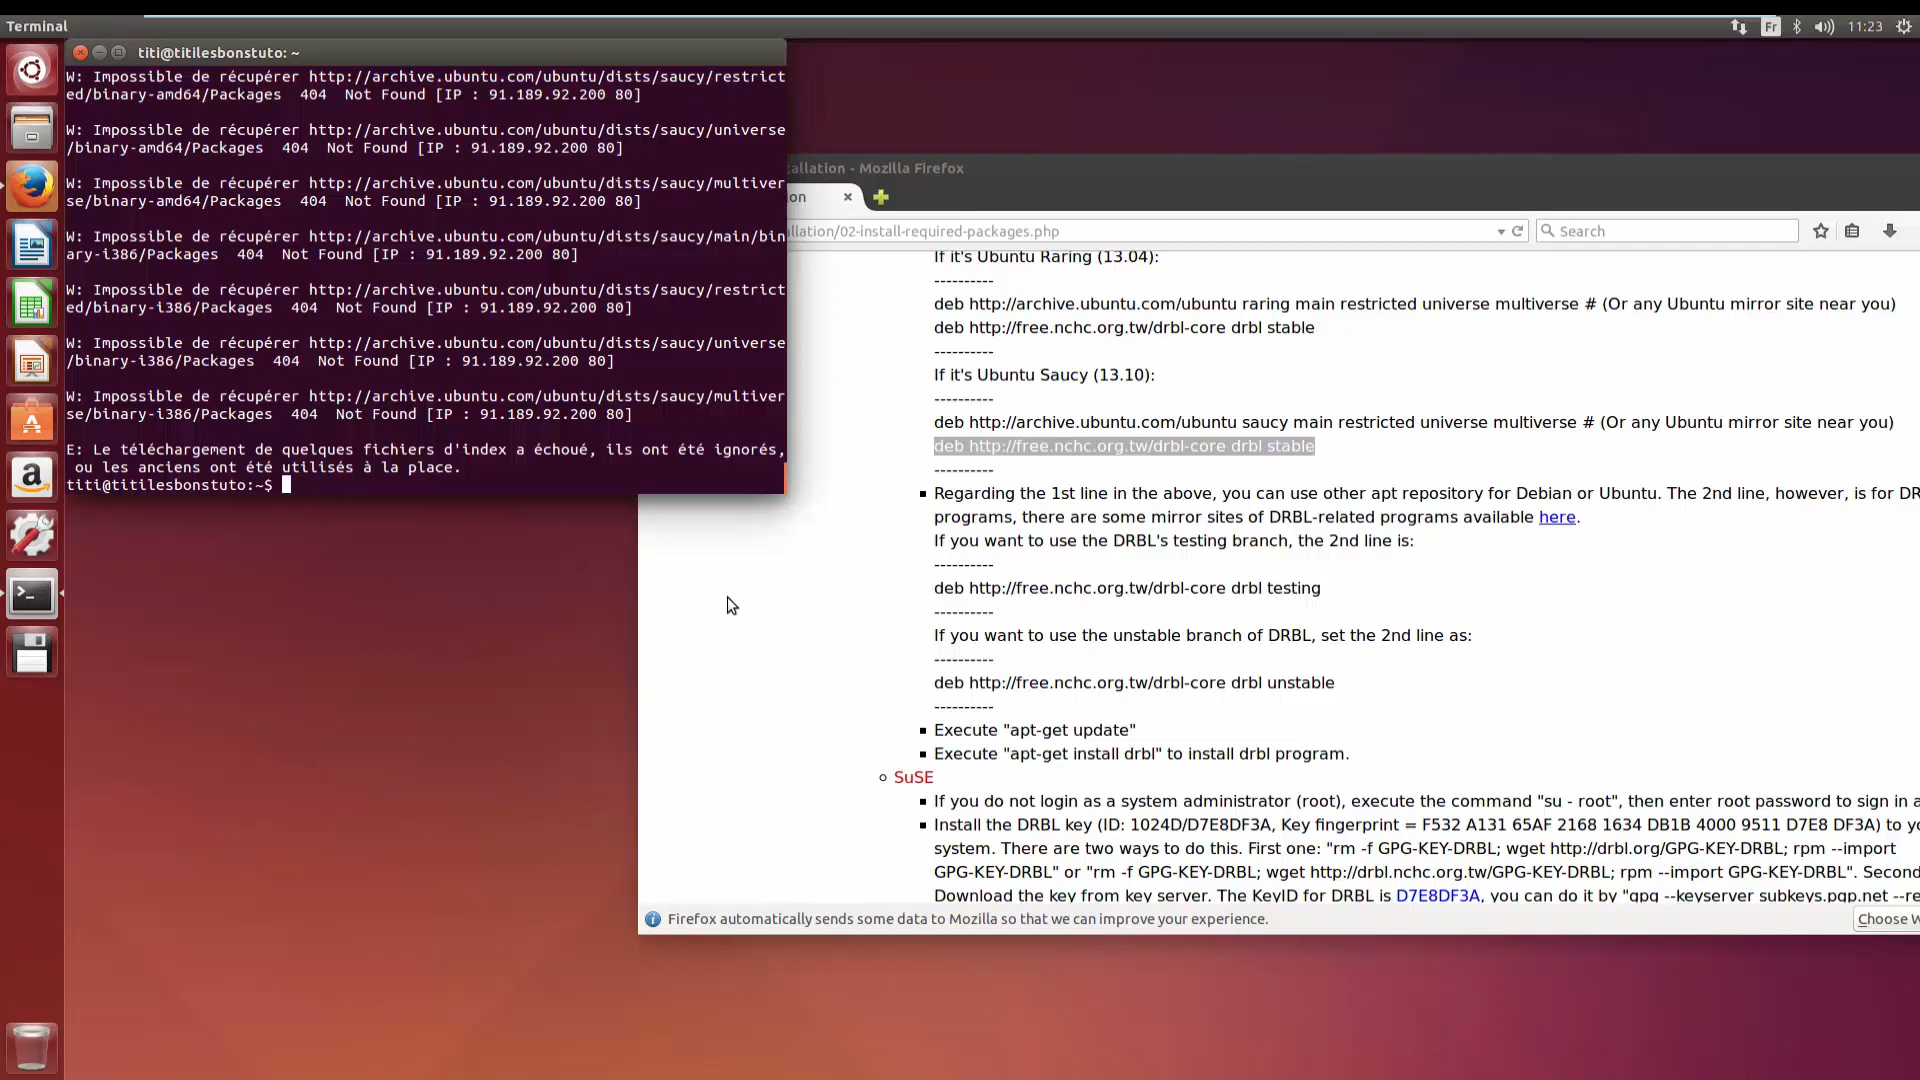 Terminal
Fr
11:23
titi@titilesbonstuto: ~
W: Impossible de récupérer http://archive.ubuntu.com/ubuntu/dists/saucy/restrict
ed/binary-amd64/Packages  404  Not Found [IP : 91.189.92.200 80]
W: Impossible de récupérer http://archive.ubuntu.com/ubuntu/dists/saucy/universe
/binary-amd64/Packages  404  Not Found [IP : 91.189.92.200 80]
W: Impossible de récupérer http://archive.ubuntu.com/ubuntu/dists/saucy/multiver
se/binary-amd64/Packages  404  Not Found [IP : 91.189.92.200 80]
W: Impossible de récupérer http://archive.ubuntu.com/ubuntu/dists/saucy/main/bin
ary-i386/Packages  404  Not Found [IP : 91.189.92.200 80]
W: Impossible de récupérer http://archive.ubuntu.com/ubuntu/dists/saucy/restrict
ed/binary-i386/Packages  404  Not Found [IP : 91.189.92.200 80]
W: Impossible de récupérer http://archive.ubuntu.com/ubuntu/dists/saucy/universe
/binary-i386/Packages  404  Not Found [IP : 91.189.92.200 80]
W: Impossible de récupérer http://archive.ubuntu.com/ubuntu/dists/saucy/multiver
se/binary-i386/Packages  404  Not Found [IP : 91.189.92.200 80]
E: Le téléchargement de quelques fichiers d'index a échoué, ils ont été ignorés,
ou les anciens ont été utilisés à la place.
titi@titilesbonstuto:~$
tallation - Mozilla Firefox
on
allation/02-install-required-packages.php
Search
If it's Ubuntu Raring (13.04):
----------
deb http://archive.ubuntu.com/ubuntu raring main restricted universe multiverse # (Or any Ubuntu mirror site near you)
deb http://free.nchc.org.tw/drbl-core drbl stable
----------
If it's Ubuntu Saucy (13.10):
----------
deb http://archive.ubuntu.com/ubuntu saucy main restricted universe multiverse # (Or any Ubuntu mirror site near you)
deb http://free.nchc.org.tw/drbl-core drbl stable
----------
Regarding the 1st line in the above, you can use other apt repository for Debian or Ubuntu. The 2nd line, however, is for DR
programs, there are some mirror sites of DRBL-related programs available here.
If you want to use the DRBL's testing branch, the 2nd line is:
----------
deb http://free.nchc.org.tw/drbl-core drbl testing
----------
If you want to use the unstable branch of DRBL, set the 2nd line as:
----------
deb http://free.nchc.org.tw/drbl-core drbl unstable
----------
Execute "apt-get update"
Execute "apt-get install drbl" to install drbl program.
SuSE
If you do not login as a system administrator (root), execute the command "su - root", then enter root password to sign in a
Install the DRBL key (ID: 1024D/D7E8DF3A, Key fingerprint = F532 A131 65AF 2168 1634 DB1B 4000 9511 D7E8 DF3A) to yo
system. There are two ways to do this. First one: "rm -f GPG-KEY-DRBL; wget http://drbl.org/GPG-KEY-DRBL; rpm --import
GPG-KEY-DRBL" or "rm -f GPG-KEY-DRBL; wget http://drbl.nchc.org.tw/GPG-KEY-DRBL; rpm --import GPG-KEY-DRBL". Second
Download the key from key server. The KeyID for DRBL is D7E8DF3A, you can do it by "gpg --keyserver subkeys.pgp.net --re
Firefox automatically sends some data to Mozilla so that we can improve your experience.
Choose W